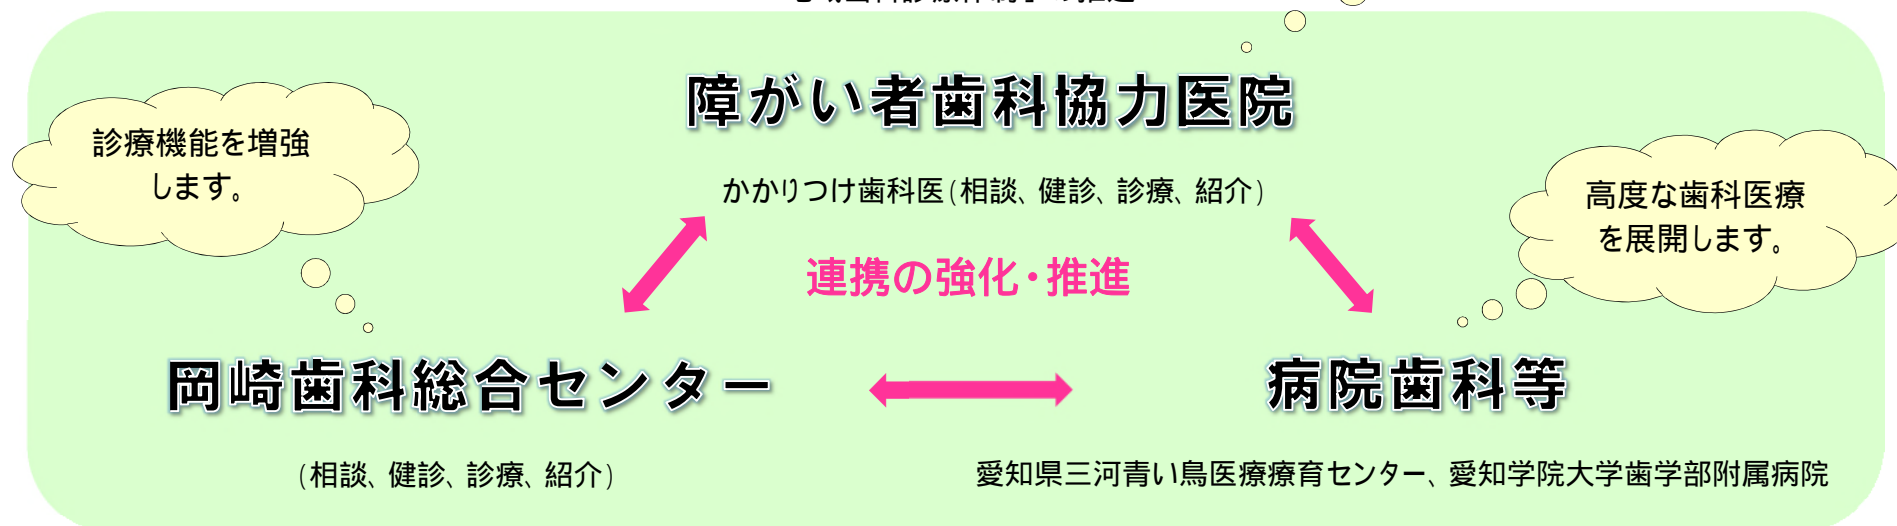 障がい者歯科協力医院
診療機能を増強
します。
かかりつけ歯科医(相談、健診、診療、紹介)
高度な歯科医療
を展開します。
連携の強化・推進
岡崎歯科総合センター
病院歯科等
(相談、健診、診療、紹介)
愛知県三河青い鳥医療療育センター、愛知学院大学歯学部附属病院